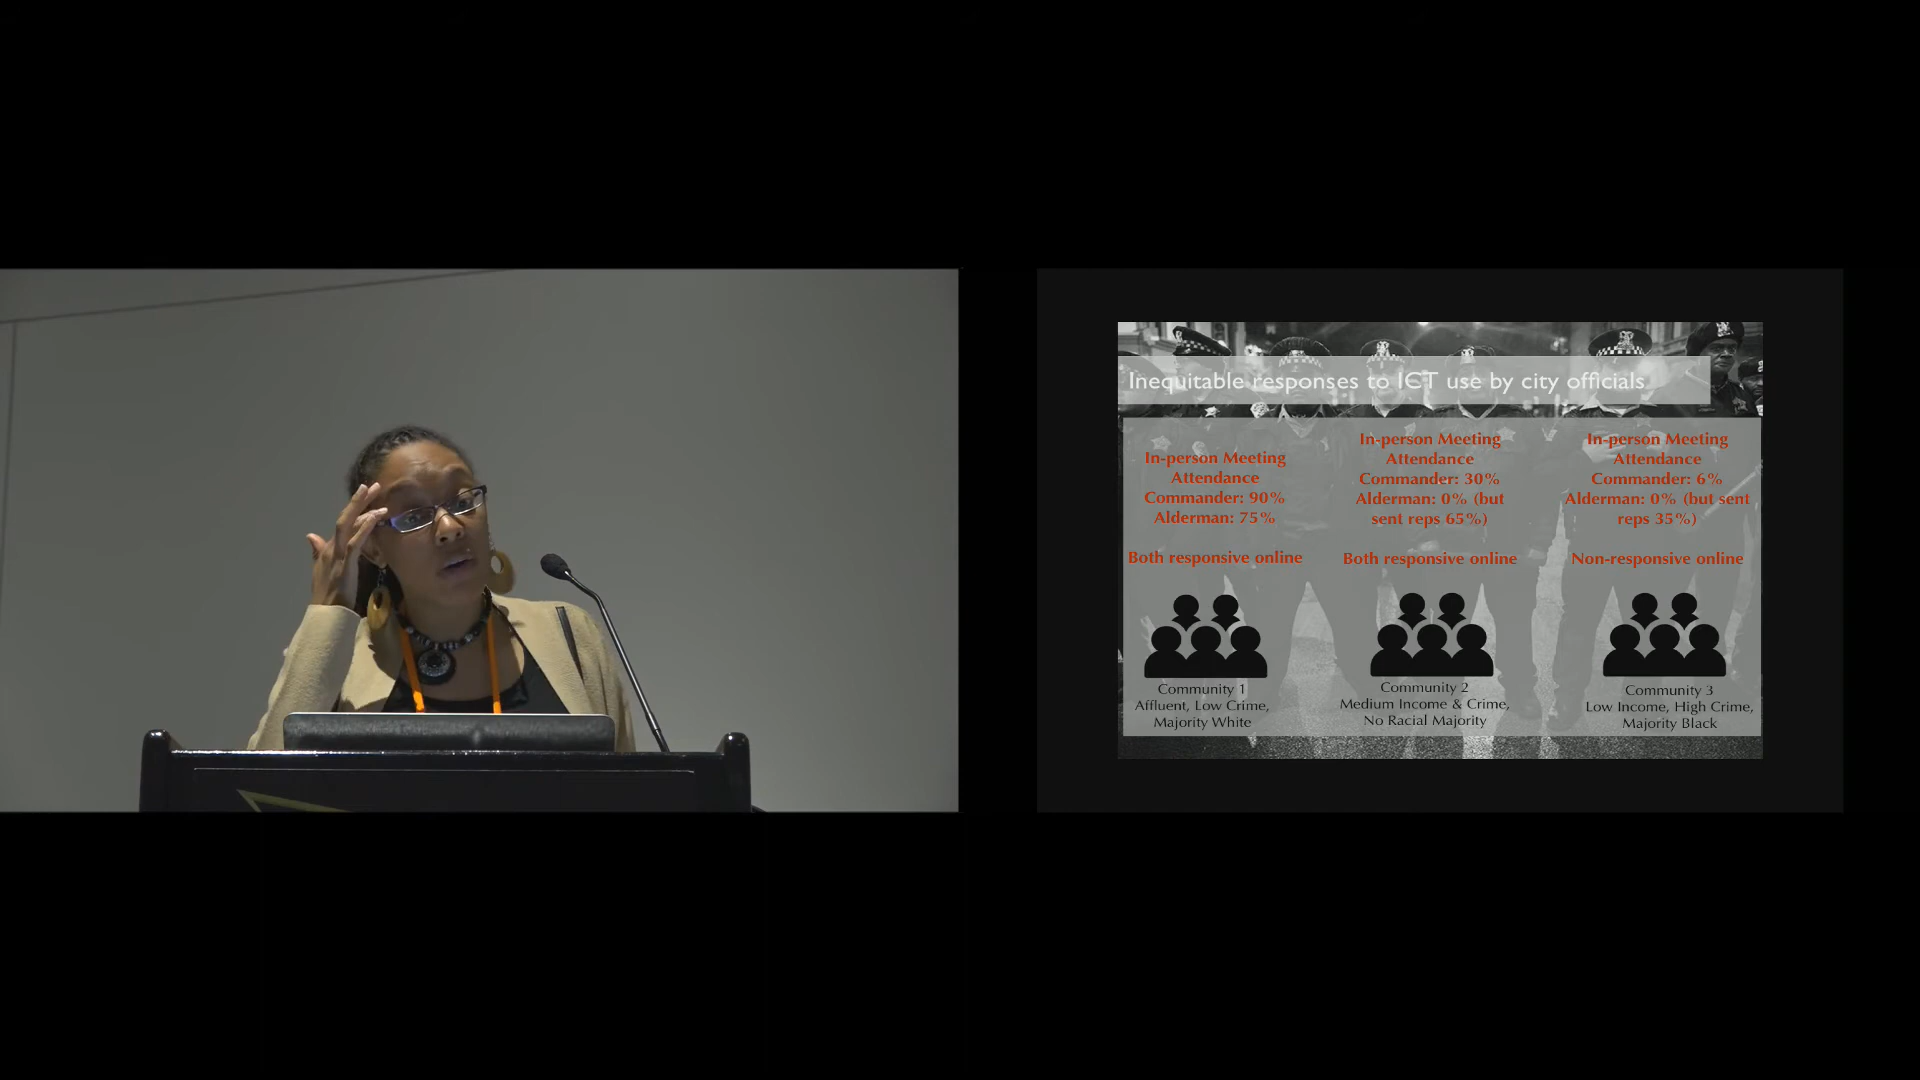 Inequitable responses to ICT use by city officials
In-person Meeting
Attendance
Commander: 90%
Alderman: 75%
Both responsive online
Community 1
Affluent, Low Crime,
Majority White
In-person Meeting
Attendance
Commander: 30%
Alderman: 0% (but
sent reps 65%)
Both responsive online
Community 2
Medium Income & Crime,
No Racial Majority
In-person Meeting
Attendance
Commander: 6%
Alderman: 0% (but sent
reps 35%)
Non-responsive online
Community 3
Low Income, High Crime,
Majority Black